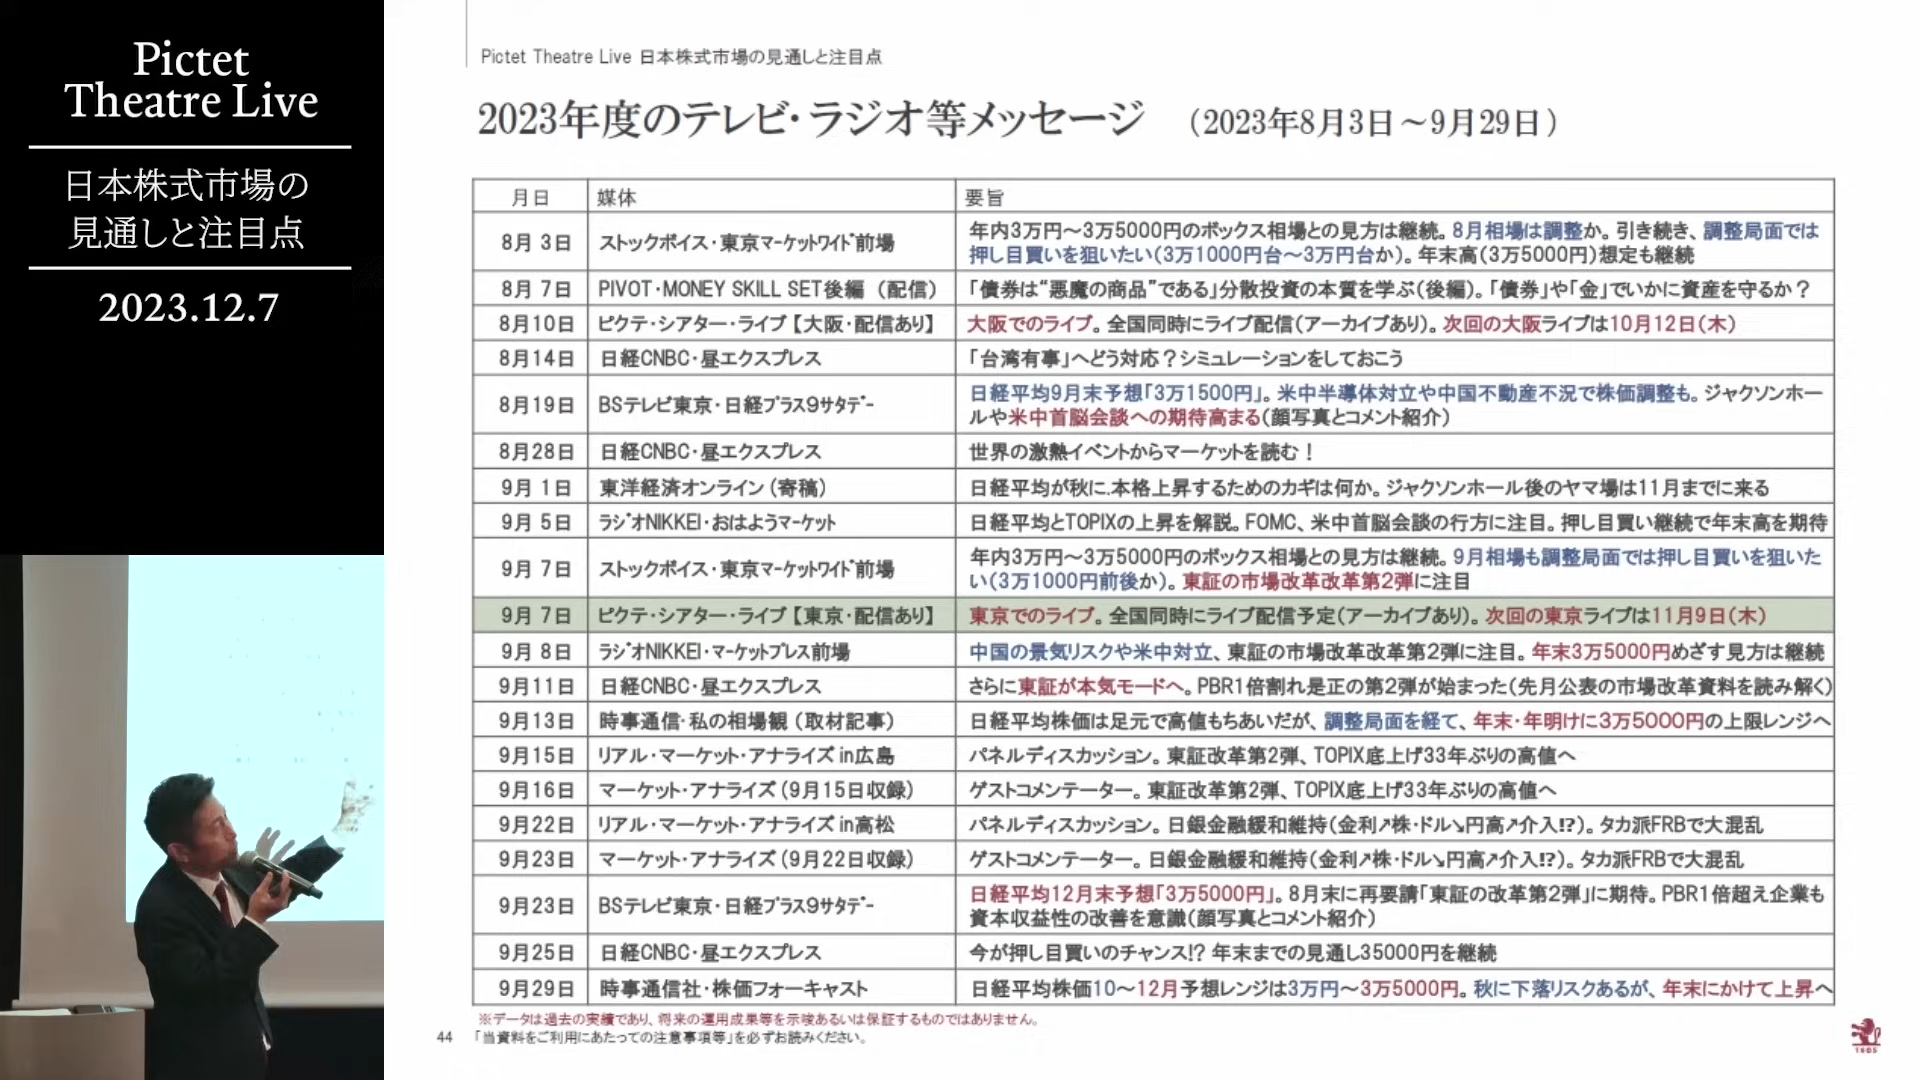 Pictet
Theatre Live
日本株式市場の
見通しと注目点
2023.12.7
Pictet Theatre Live 日本株式市場の見通しと注目点
2023年度のテレビ・ラジオ等メッセージ （2023年8月3日～9月29日）
月日 媒体 要旨
8月 3日 ストックボイス・東京ﾏｰｹｯﾄﾜｲﾄﾞ前場 年内3万円～3万5000円のボックス相場との見方は継続。8月相場は調整か。引き続き、調整局面では
押し目買いを狙いたい（3万1000円台～3万円台か）。年末高（3万5000円）想定も継続
8月 7日 PIVOT・MONEY SKILL SET後編 （配信） 「債券は“悪魔の商品”である」分散投資の本質を学ぶ（後編）。「債券」や「金」でいかに資産を守るか？
8月10日 ピクテ・シアター・ライブ【大阪・配信あり】 大阪でのライブ。全国同時にライブ配信（アーカイブあり）。次回の大阪ライブは10月12日（木）
8月14日 日経CNBC・昼エクスプレス 「台湾有事」へどう対応？シミュレーションをしておこう
8月19日 BSテレビ東京・日経ﾌﾟﾗｽ9ｻﾀﾃﾞｰ 日経平均9月末予想「3万1500円」。米中半導体対立や中国不動産不況で株価調整も。ジャクソンホー
ルや米中首脳会談への期待高まる（顔写真とコメント紹介）
8月28日 日経CNBC・昼エクスプレス 世界の激熱イベントからマーケットを読む！
9月 1日 東洋経済オンライン（寄稿） 日経平均が秋に本格上昇するためのカギは何か。ジャクソンホール後のヤマ場は11月までに来る
9月 5日 ﾗｼﾞｵNIKKEI・おはようﾏｰｹｯﾄ 日経平均とTOPIXの上昇を解説。FOMC、米中首脳会談の行方に注目。押し目買い継続で年末高を期待
9月 7日 ストックボイス・東京ﾏｰｹｯﾄﾜｲﾄﾞ前場 年内3万円～3万5000円のボックス相場との見方は継続。9月相場も調整局面では押し目買いを狙いた
い（3万1000円前後か）。東証の市場改革改革第2弾に注目
9月 7日 ピクテ・シアター・ライブ【東京・配信あり】 東京でのライブ。全国同時にライブ配信予定（アーカイブあり）。次回の東京ライブは11月9日（木）
9月 8日 ﾗｼﾞｵNIKKEI・ﾏｰｹｯﾄﾌﾟﾚｽ前場 中国の景気リスクや米中対立、東証の市場改革改革第2弾に注目。年末3万5000円めざす見方は継続
9月11日 日経CNBC・昼エクスプレス さらに東証が本気モードへ。PBR1倍割れ是正の第2弾が始まった（先月公表の市場改革資料を読み解く）
9月13日 時事通信・私の相場観（取材記事） 日経平均株価は足元で高値もちあいだが、調整局面を経て、年末・年明けに3万5000円の上限レンジへ
9月15日 リアル・マーケット・アナライズ in広島 パネルディスカッション。東証改革第2弾、TOPIX底上げ33年ぶりの高値へ
9月16日 マーケット・アナライズ（9月15日収録） ゲストコメンテーター。東証改革第2弾、TOPIX底上げ33年ぶりの高値へ
9月22日 リアル・マーケット・アナライズ in高松 パネルディスカッション。日銀金融緩和維持（金利↗株・ドル↘円高↗介入!?）。タカ派FRBで大混乱
9月23日 マーケット・アナライズ（9月22日収録） ゲストコメンテーター。日銀金融緩和維持（金利↗株・ドル↘円高↗介入!?）。タカ派FRBで大混乱
9月23日 BSテレビ東京・日経ﾌﾟﾗｽ9ｻﾀﾃﾞｰ 日経平均12月末予想「3万5000円」。8月末に再要請「東証の改革第2弾」に期待。PBR1倍超え企業も
資本収益性の改善を意識（顔写真とコメント紹介）
9月25日 日経CNBC・昼エクスプレス 今が押し目買いのチャンス!? 年末までの見通し35000円を継続
9月29日 時事通信社・株価フォーキャスト 日経平均株価10～12月予想レンジは3万円～3万5000円。秋に下落リスクあるが、年末にかけて上昇へ
※データは過去の実績であり、将来の運用成果等を示唆あるいは保証するものではありません。
44 「当資料をご利用にあたっての注意事項等」を必ずお読みください。
1805